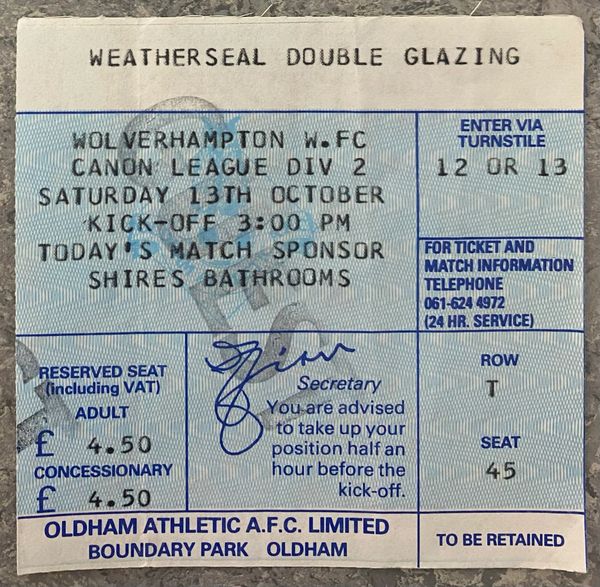 WEATHERSEAL DOUBLE GLAZING
WOLVERHAMPTON W.FC
CANON LEAGUE DIV 2
SATURDAY 13TH OCTOBER
KICK-OFF 3:00 PM
TODAY'S MATCH SPONSOR
SHIRES BATHROOMS
ENTER VIA
TURNSTILE
12 OR 13
FOR TICKET AND
MATCH INFORMATION
TELEPHONE
061-624 4972
(24 HR. SERVICE)
RESERVED SEAT
(including VAT)
ADULT
£ 4.50
CONCESSIONARY
£ 4.50
Secretary
You are advised
to take up your
position half an
hour before the
kick-off.
ROW
T
SEAT
45
OLDHAM ATHLETIC A.F.C. LIMITED
BOUNDARY PARK OLDHAM
TO BE RETAINED